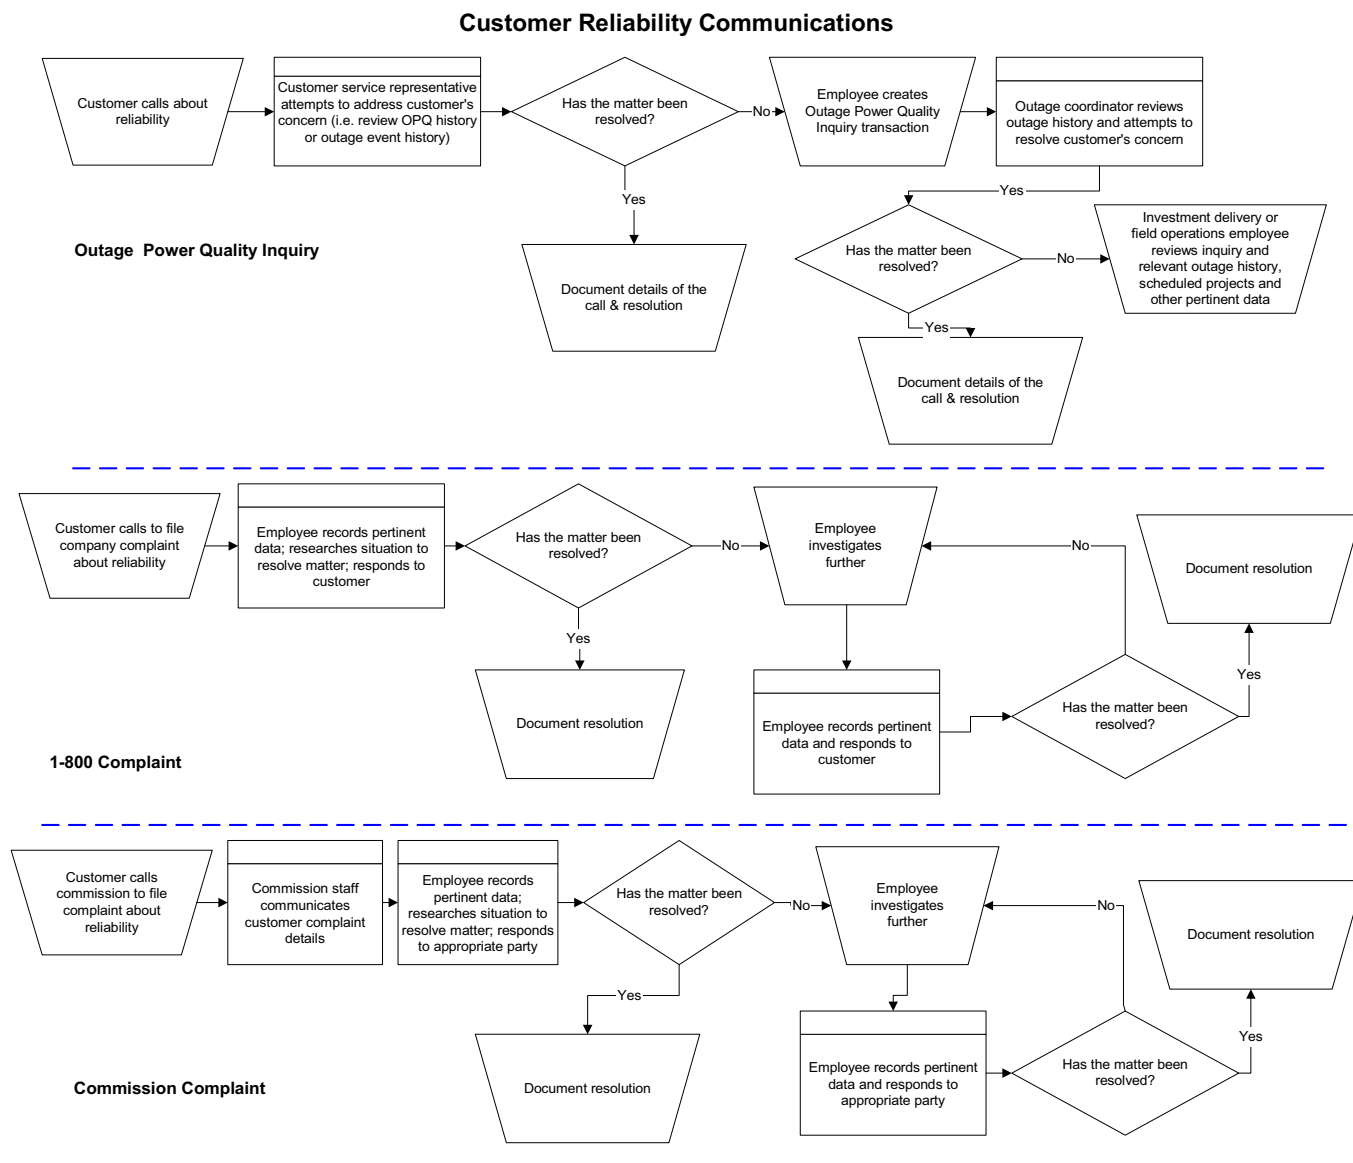 Customer Reliability Communications
Customer calls about
reliability
Customer service representative
attempts to address customer's
concern (i.e. review OPQ history
or outage event history)
Has the matter been
resolved?
No
Employee creates
Outage Power Quality
Inquiry transaction
Outage coordinator reviews
outage history and attempts to
resolve customer's concern
Yes
Yes
Outage  Power Quality Inquiry
Document details of the
call & resolution
Has the matter been
resolved?
No
Investment delivery or
field operations employee
reviews inquiry and
relevant outage history,
scheduled projects and
other pertinent data
Yes
Document details of the
call & resolution
Customer calls to file
company complaint
about reliability
Employee records pertinent
data; researches situation to
resolve matter; responds to
customer
Has the matter been
resolved?
No
Employee
investigates
further
No
Document resolution
Yes
Document resolution
Employee records pertinent
data and responds to
customer
Has the matter been
resolved?
Yes
1-800 Complaint
Customer calls
commission to file
complaint about
reliability
Commission staff
communicates
customer complaint
details
Employee records
pertinent data;
researches situation to
resolve matter; responds
to appropriate party
Has the matter been
resolved?
No
Employee
investigates
further
No
Document resolution
Yes
Document resolution
Employee records pertinent
data and responds to
appropriate party
Has the matter been
resolved?
Yes
Commission Complaint